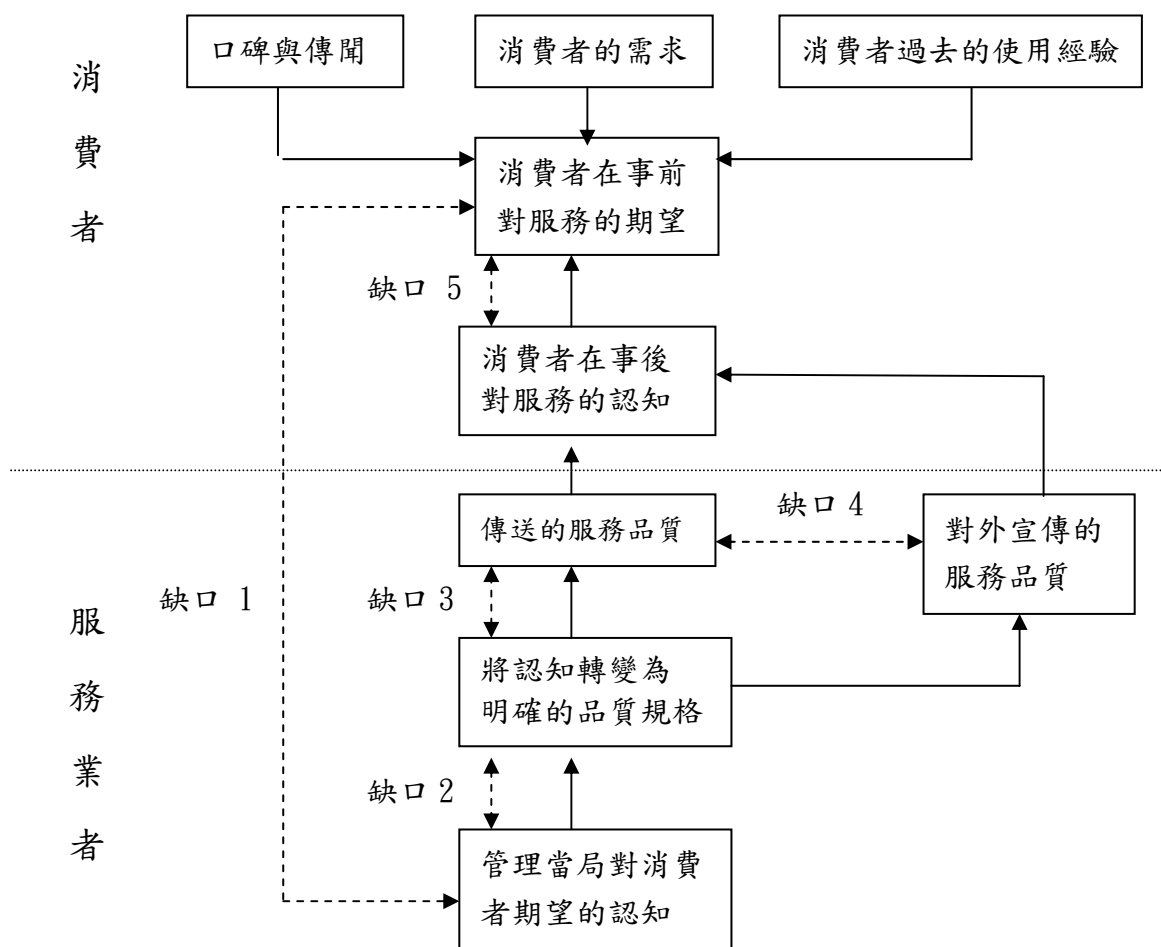 口碑與傳聞
消費者的需求
消費者過去的使用經驗
消費者
消費者在事前
對服務的期望
缺口 5
消費者在事後
對服務的認知
傳送的服務品質
缺口 4
對外宣傳的
服務品質
缺口 1
缺口 3
服務業者
將認知轉變為
明確的品質規格
缺口 2
管理當局對消費
者期望的認知